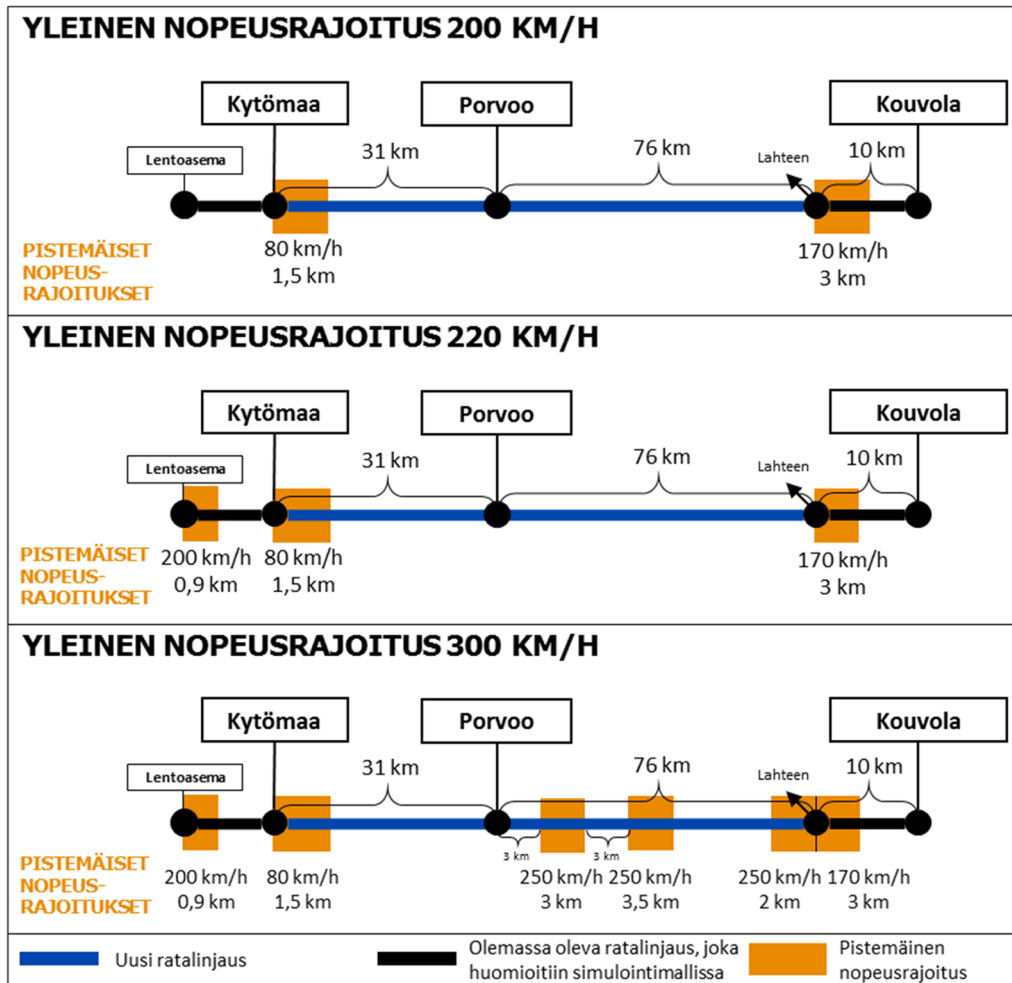 YLEINEN NOPEUSRAJOITUS 200 KM/H
Kytömaa
Porvoo
Kouvola
Lentoasema
31 km
76 km
Lahteen
10 km
PISTEMÄISET
NOPEUS-
RAJOITUKSET
80 km/h
1,5 km
170 km/h
3 km
YLEINEN NOPEUSRAJOITUS 220 KM/H
Kytömaa
Porvoo
Kouvola
Lentoasema
31 km
76 km
Lahteen
10 km
PISTEMÄISET
NOPEUS-
RAJOITUKSET
200 km/h
0,9 km
80 km/h
1,5 km
170 km/h
3 km
YLEINEN NOPEUSRAJOITUS 300 KM/H
Kytömaa
Porvoo
Kouvola
Lentoasema
31 km
76 km
Lahteen
10 km
3 km
3 km
PISTEMÄISET
NOPEUS-
RAJOITUKSET
200 km/h
0,9 km
80 km/h
1,5 km
250 km/h
3 km
250 km/h
3,5 km
250 km/h
2 km
170 km/h
3 km
Uusi ratalinjaus
Olemassa oleva ratalinjaus, joka
huomioitiin simulointimallissa
Pistemäinen
nopeusrajoitus